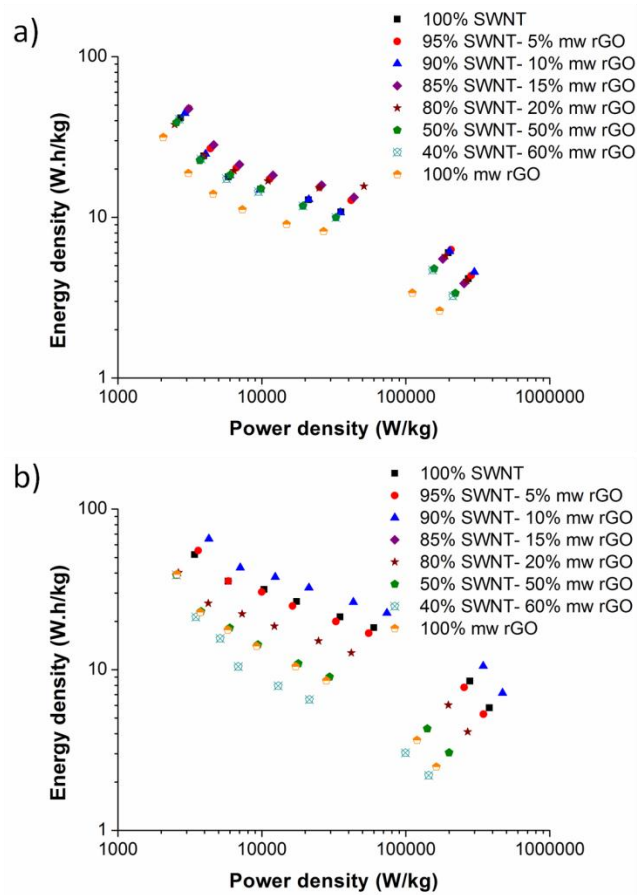 a)
100% SWNT
95% SWNT- 5% mw rGO
90% SWNT- 10% mw rGO
85% SWNT- 15% mw rGO
80% SWNT- 20% mw rGO
50% SWNT- 50% mw rGO
40% SWNT- 60% mw rGO
100% mw rGO
100
10
1
Energy density (W.h/kg)
1000
10000
100000
1000000
Power density (W/kg)
b)
100% SWNT
95% SWNT- 5% mw rGO
90% SWNT- 10% mw rGO
85% SWNT- 15% mw rGO
80% SWNT- 20% mw rGO
50% SWNT- 50% mw rGO
40% SWNT- 60% mw rGO
100% mw rGO
100
10
1
Energy density (W.h/kg)
1000
10000
100000
1000000
Power density (W/kg)